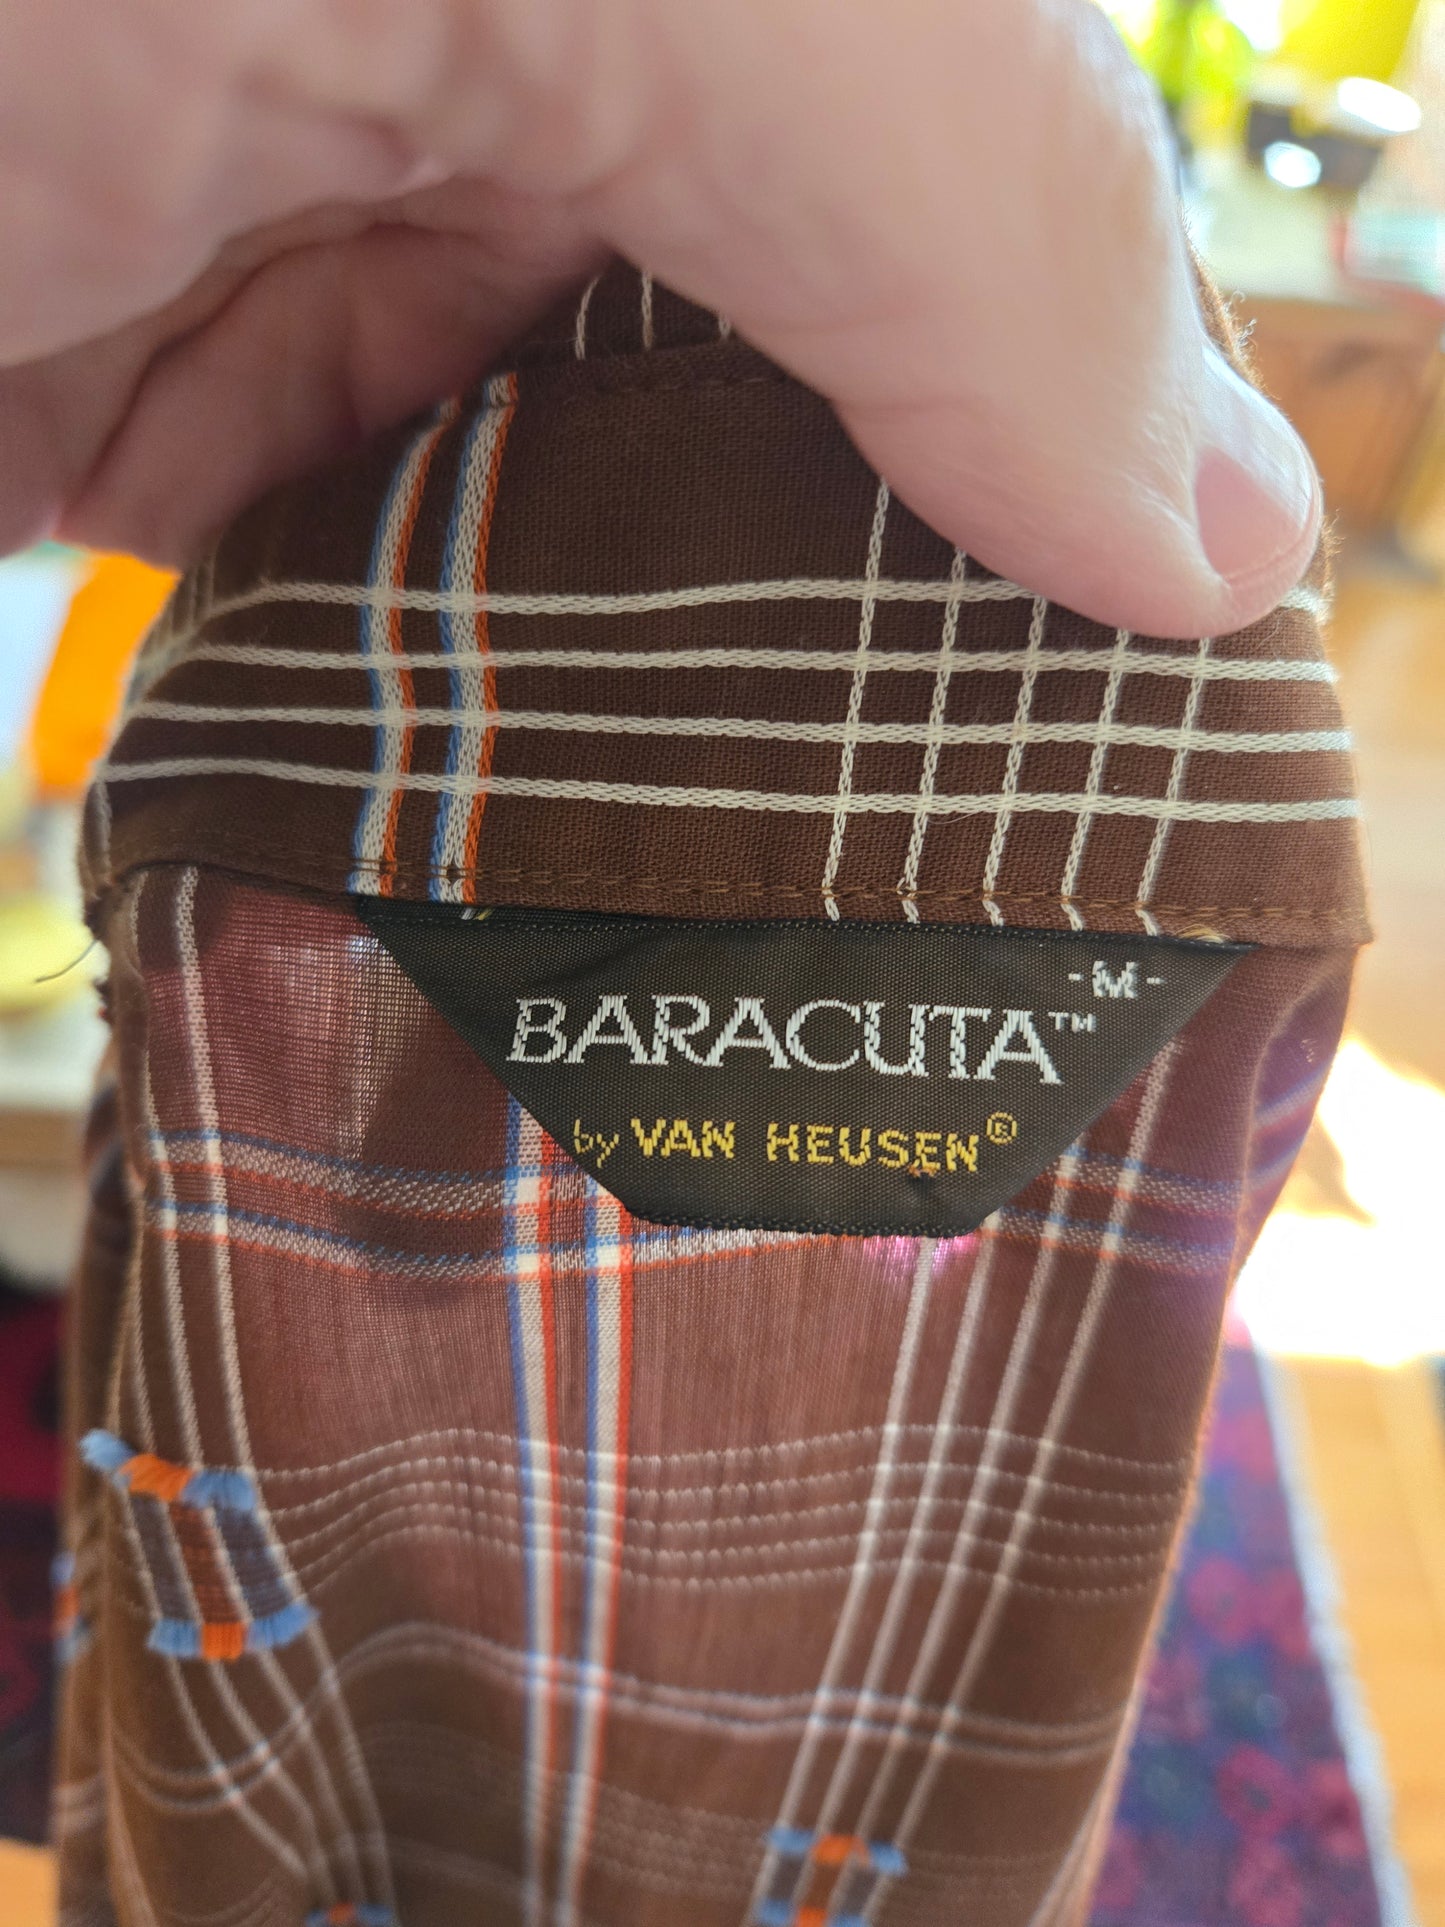 -M-
BARACUTA™
by VAN HEUSEN®